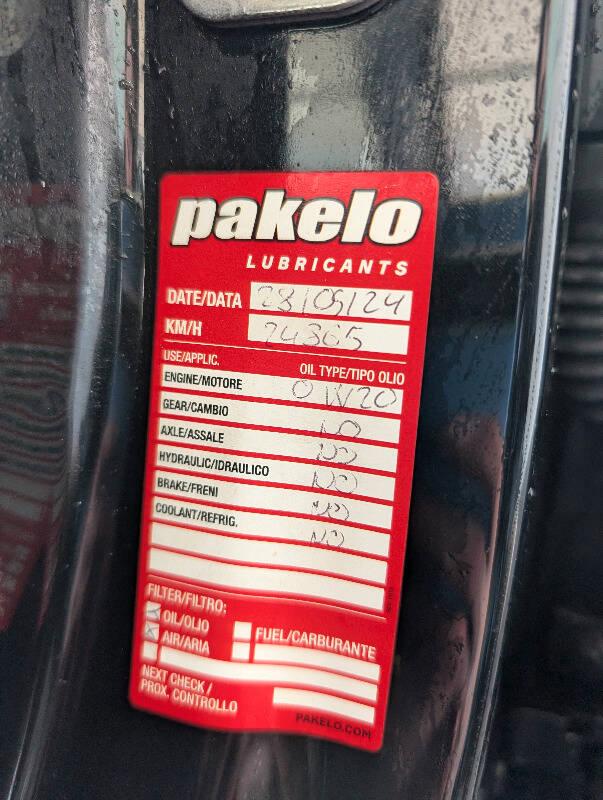 pakelo
LUBRICANTS
DATE/DATA 28/05/24
KM/H 24365
USE/APPLIC. OIL TYPE/TIPO OLIO
ENGINE/MOTORE 0W20
GEAR/CAMBIO NO
AXLE/ASSALE NO
HYDRAULIC/IDRAULICO NO
BRAKE/FRENI NO
COOLANT/REFRIG. NO
FILTER/FILTRO:
OIL/OLIO
AIR/ARIA FUEL/CARBURANTE
NEXT CHECK /
PROX. CONTROLLO
PAKELO.COM